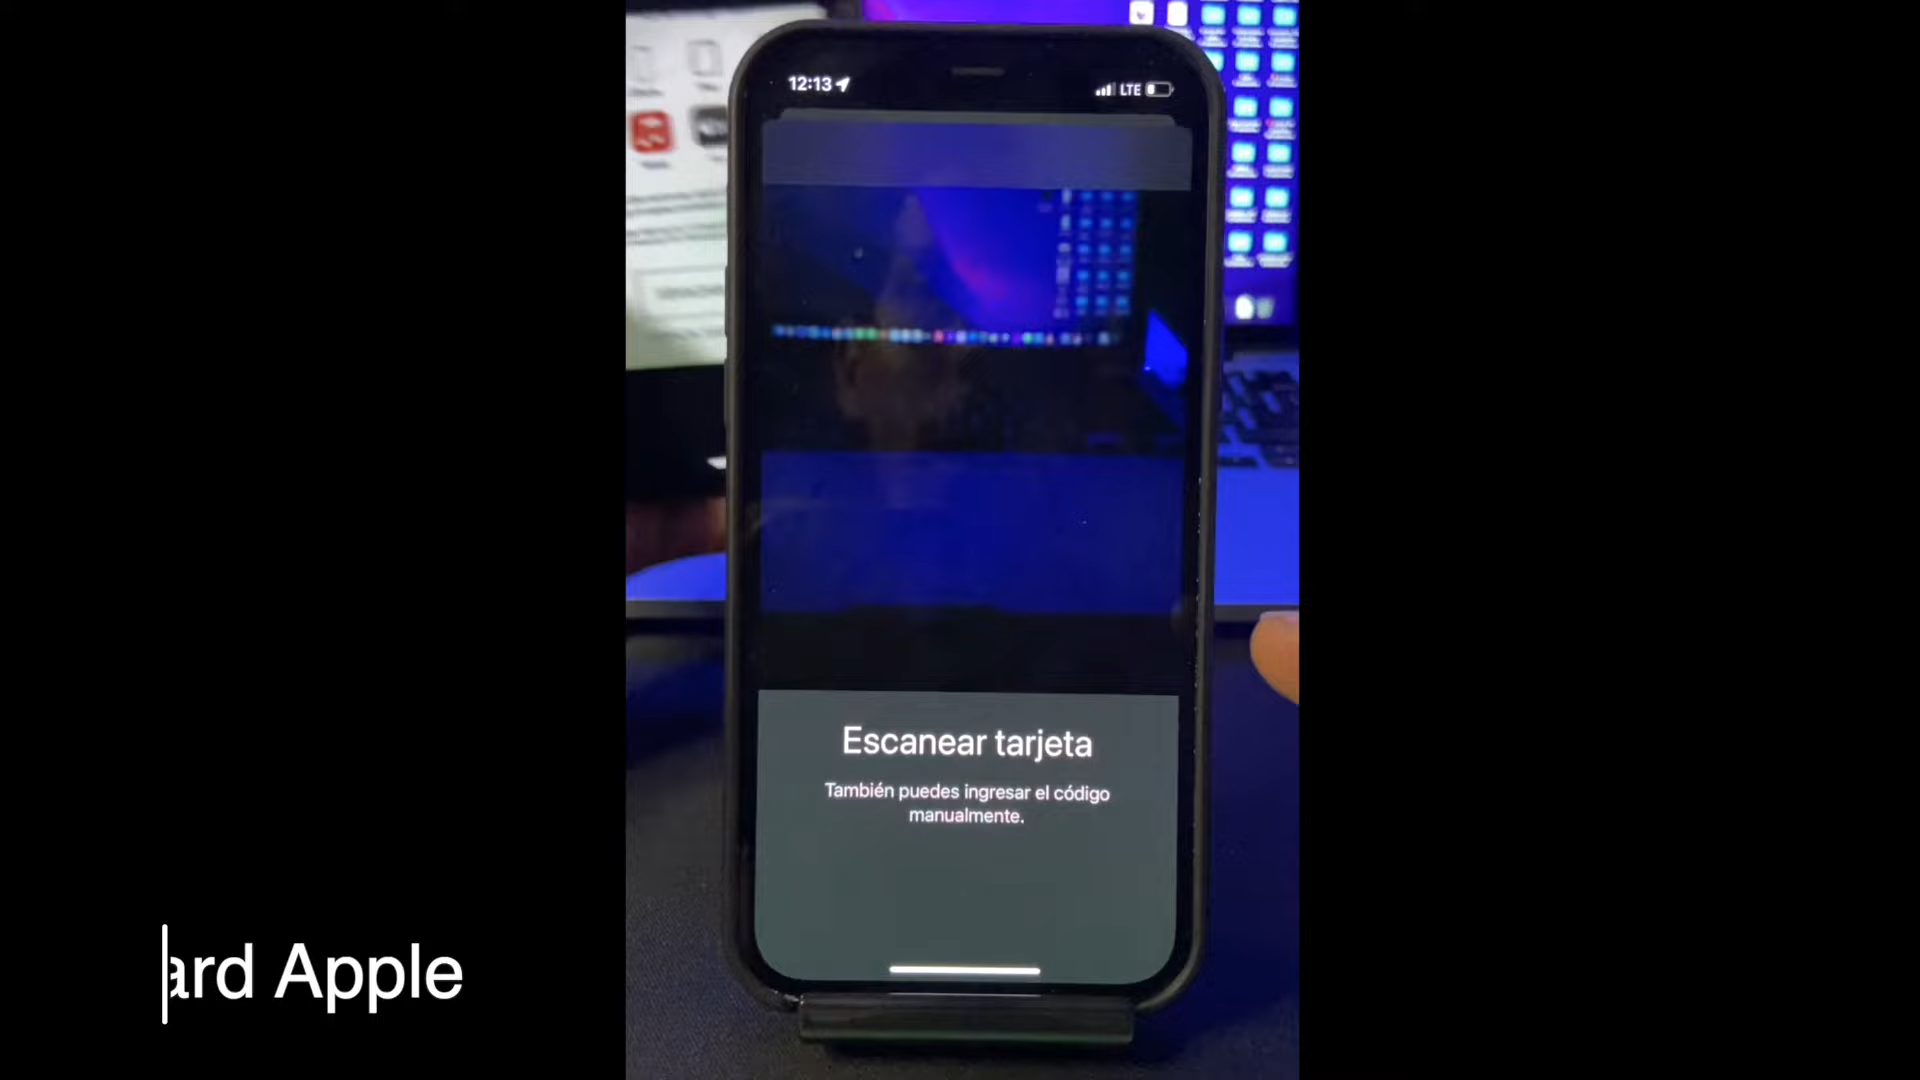 12:13
LTE
Escanear tarjeta
También puedes ingresar el código
manualmente.
ard Apple